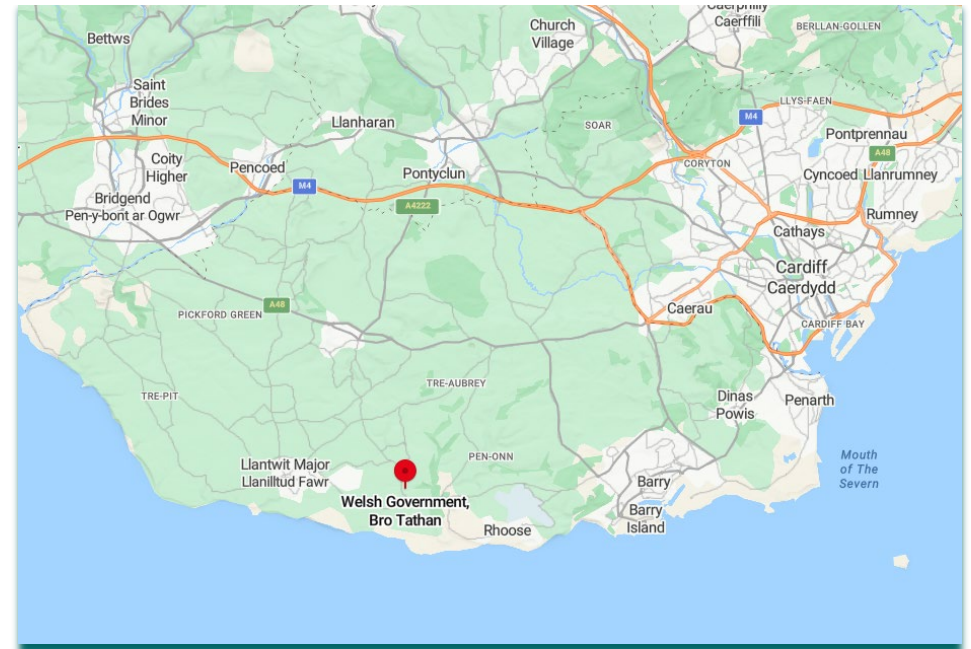 Caerphilly
Caerffili
Church
Village
BERLLAN-GOLLEN
Bettws
Saint
Brides
Minor
LLYS-FAEN
M4
Llanharan
SOAR
Pontprennau
A48
Coity
Higher
Pencoed
CORYTON
Pontyclun
Cyncoed
Llanrumney
M4
Bridgend
Pen-y-bont ar Ogwr
A4222
Rumney
Cathays
Cardiff
Caerdydd
A48
PICKFORD GREEN
Caerau
CARDIFF BAY
TRE-AUBREY
TRE-PIT
Dinas
Powis
Penarth
Mouth
of The
Severn
PEN-ONN
Llantwit Major
Llanilltud Fawr
Barry
Welsh Government,
Bro Tathan
Barry
Island
Rhoose